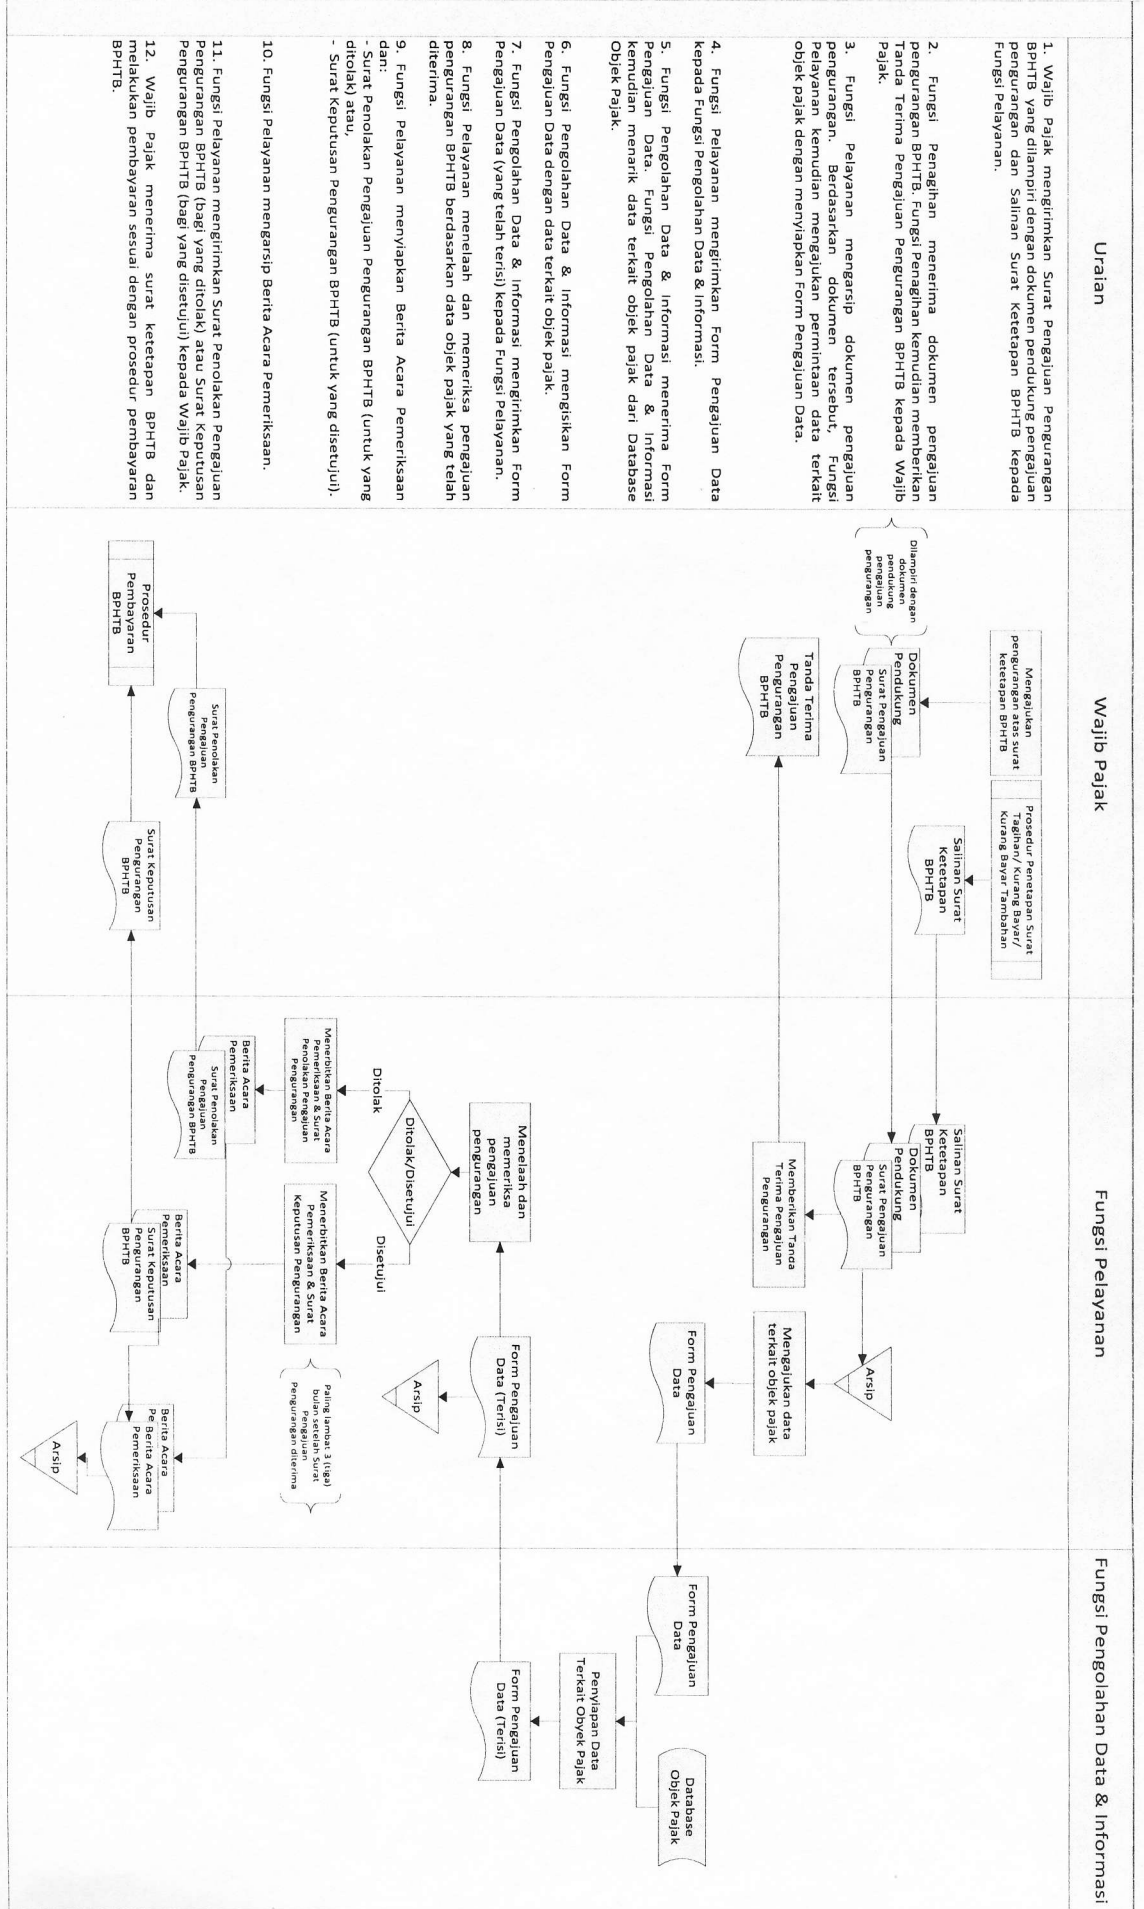 Uraian
Wajib Pajak
Fungsi Pelayanan
Fungsi Pengolahan Data & Informasi
1. Wajib Pajak mengirimkan Surat Pengajuan Pengurangan
BPHTB yang dilampiri dengan dokumen pendukung pengajuan
pengurangan dan Salinan Surat Ketetapan BPHTB kepada
Fungsi Pelayanan.
2. Fungsi Penagihan menerima dokumen pengajuan
pengurangan BPHTB. Fungsi Penagihan kemudian memberikan
Tanda Terima Pengajuan Pengurangan BPHTB kepada Wajib
Pajak.
3. Fungsi Pelayanan mengarsip dokumen pengajuan
pengurangan. Berdasarkan dokumen tersebut, Fungsi
Pelayanan kemudian mengajukan permintaan data terkait
objek pajak dengan menyiapkan Form Pengajuan Data.
4. Fungsi Pelayanan mengirimkan Form Pengajuan Data
kepada Fungsi Pengolahan Data & Informasi.
5. Fungsi Pengolahan Data & Informasi menerima Form
Pengajuan Data. Fungsi Pengolahan Data & Informasi
kemudian menarik data terkait objek pajak dari Database
Objek Pajak.
6. Fungsi Pengolahan Data & Informasi mengisikan Form
Pengajuan Data dengan data terkait objek pajak.
7. Fungsi Pengolahan Data & Informasi mengirimkan Form
Pengajuan Data (yang telah terisi) kepada Fungsi Pelayanan.
8. Fungsi Pelayanan menelaah dan memeriksa pengajuan
pengurangan BPHTB berdasarkan data objek pajak yang telah
diterima.
9. Fungsi Pelayanan menyiapkan Berita Acara Pemeriksaan
dan:
- Surat Penolakan Pengajuan Pengurangan BPHTB (untuk yang
ditolak) atau,
- Surat Keputusan Pengurangan BPHTB (untuk yang disetujui).
10. Fungsi Pelayanan mengarsip Berita Acara Pemeriksaan.
11. Fungsi Pelayanan mengirimkan Surat Penolakan Pengajuan
Pengurangan BPHTB (bagi yang ditolak) atau Surat Keputusan
Pengurangan BPHTB (bagi yang disetujui) kepada Wajib Pajak.
12. Wajib Pajak menerima surat ketetapan BPHTB dan
melakukan pembayaran sesuai dengan prosedur pembayaran
BPHTB.
Mengajukan
pengurangan atas surat
ketetapan BPHTB
Prosedur Penetapan Surat
Tagihan/ Kurang Bayar/
Kurang Bayar Tambahan
Dilampiri dengan
dokumen
pendukung
pengajuan
pengurangan
Dokumen
Pendukung
Surat Pengajuan
Pengurangan
BPHTB
Salinan Surat
Ketetapan
BPHTB
Tanda Terima
Pengajuan
Pengurangan
BPHTB
Surat Penolakan
Pengajuan
Pengurangan BPHTB
Prosedur
Pembayaran
BPHTB
Surat Keputusan
Pengurangan
BPHTB
Salinan Surat
Ketetapan
BPHTB
Dokumen
Pendukung
Surat Pengajuan
Pengurangan
BPHTB
Memberikan Tanda
Terima Pengajuan
Pengurangan
Arsip
Mengajukan data
terkait objek pajak
Form Pengajuan
Data
Form Pengajuan
Data (Terisi)
Arsip
Menelaah dan
memeriksa
pengajuan
pengurangan
Ditolak/Disetujui
Ditolak
Disetujui
Menerbitkan Berita Acara
Pemeriksaan & Surat
Penolakan Pengajuan
Pengurangan
Menerbitkan Berita Acara
Pemeriksaan & Surat
Keputusan Pengurangan
Paling lambat 3 (tiga)
bulan setelah Surat
Pengajuan
Pengurangan diterima
Berita Acara
Pemeriksaan
Surat Penolakan
Pengajuan
Pengurangan BPHTB
Berita Acara
Pemeriksaan
Surat Keputusan
Pengurangan
BPHTB
Berita Acara
Pe
Berita Acara
Pemeriksaan
Arsip
Form Pengajuan
Data
Database
Objek Pajak
Penyiapan Data
Terkait Obyek Pajak
Form Pengajuan
Data (Terisi)